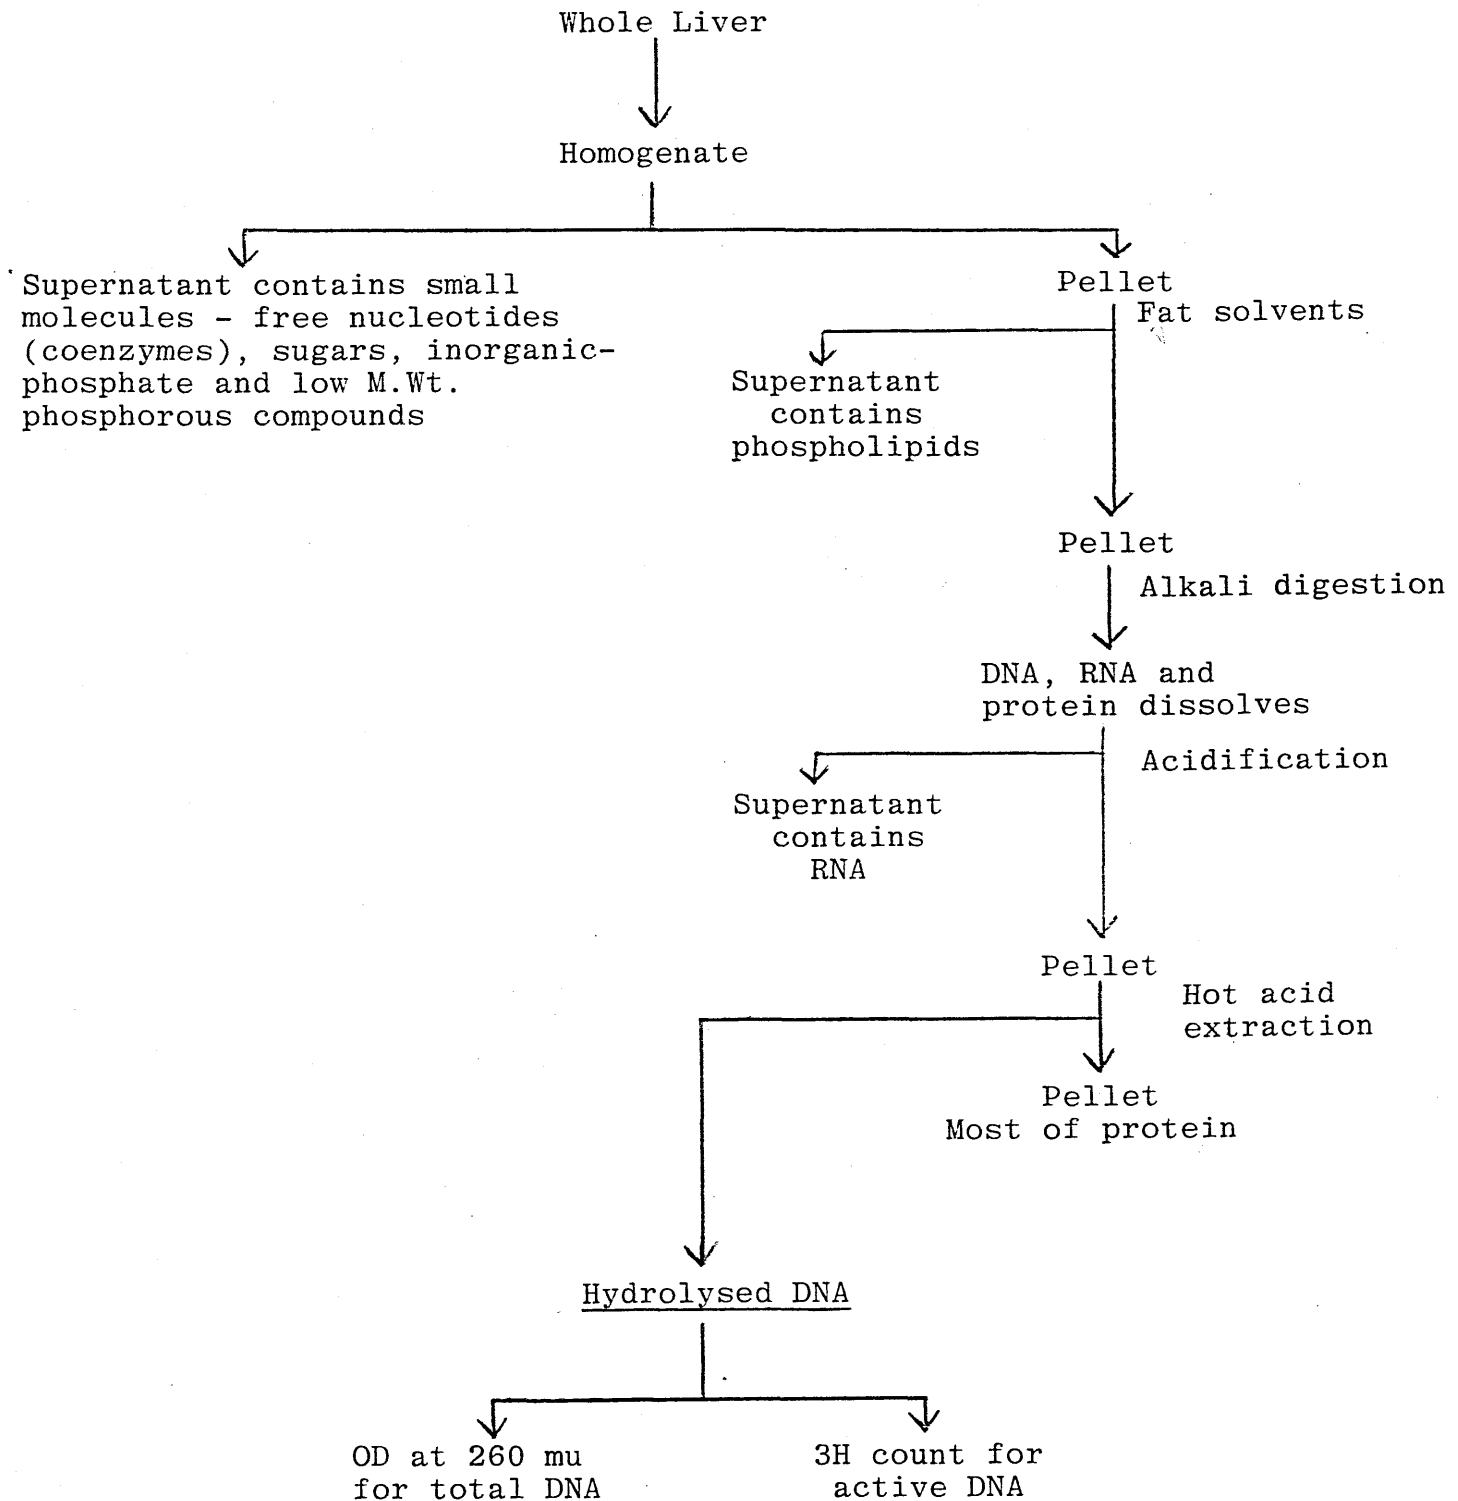 Whole Liver
Homogenate
Supernatant contains small
molecules - free nucleotides
(coenzymes), sugars, inorganic-
phosphate and low M.Wt.
phosphorous compounds
Pellet
Fat solvents
Supernatant
contains
phospholipids
Pellet
Alkali digestion
DNA, RNA and
protein dissolves
Acidification
Supernatant
contains
RNA
Pellet
Hot acid
extraction
Pellet
Most of protein
Hydrolysed DNA
OD at 260 mu
for total DNA
3H count for
active DNA